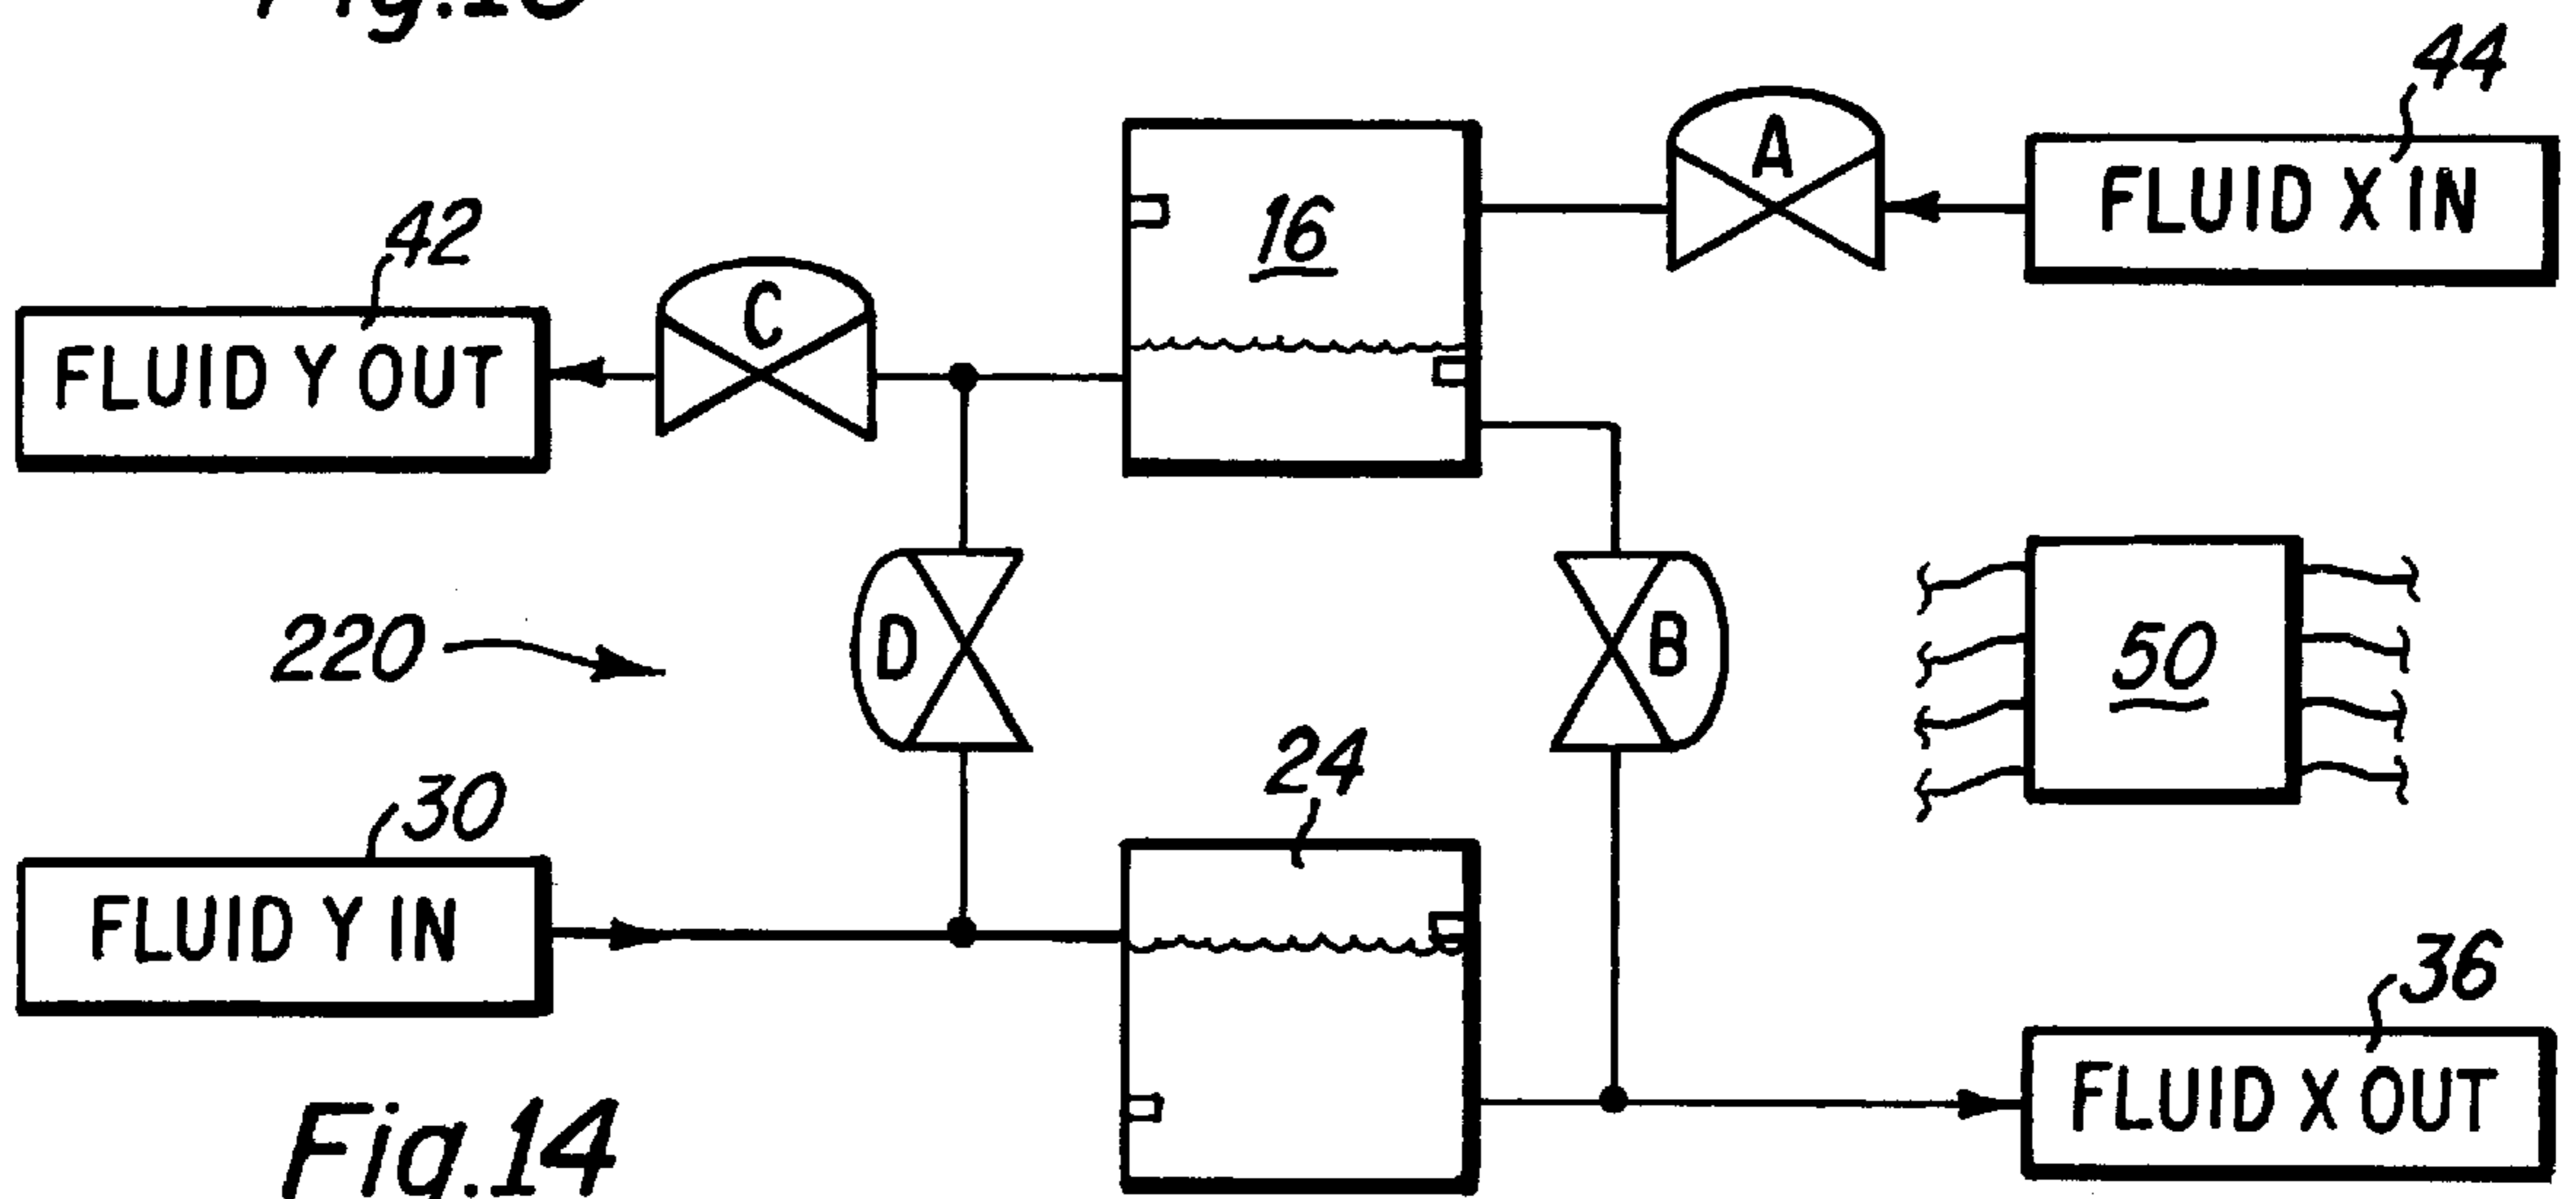 44
A
FLUID X IN
16
42
C
FLUID Y OUT
D
B
50
220
24
30
FLUID Y IN
36
FLUID X OUT
Fig.14